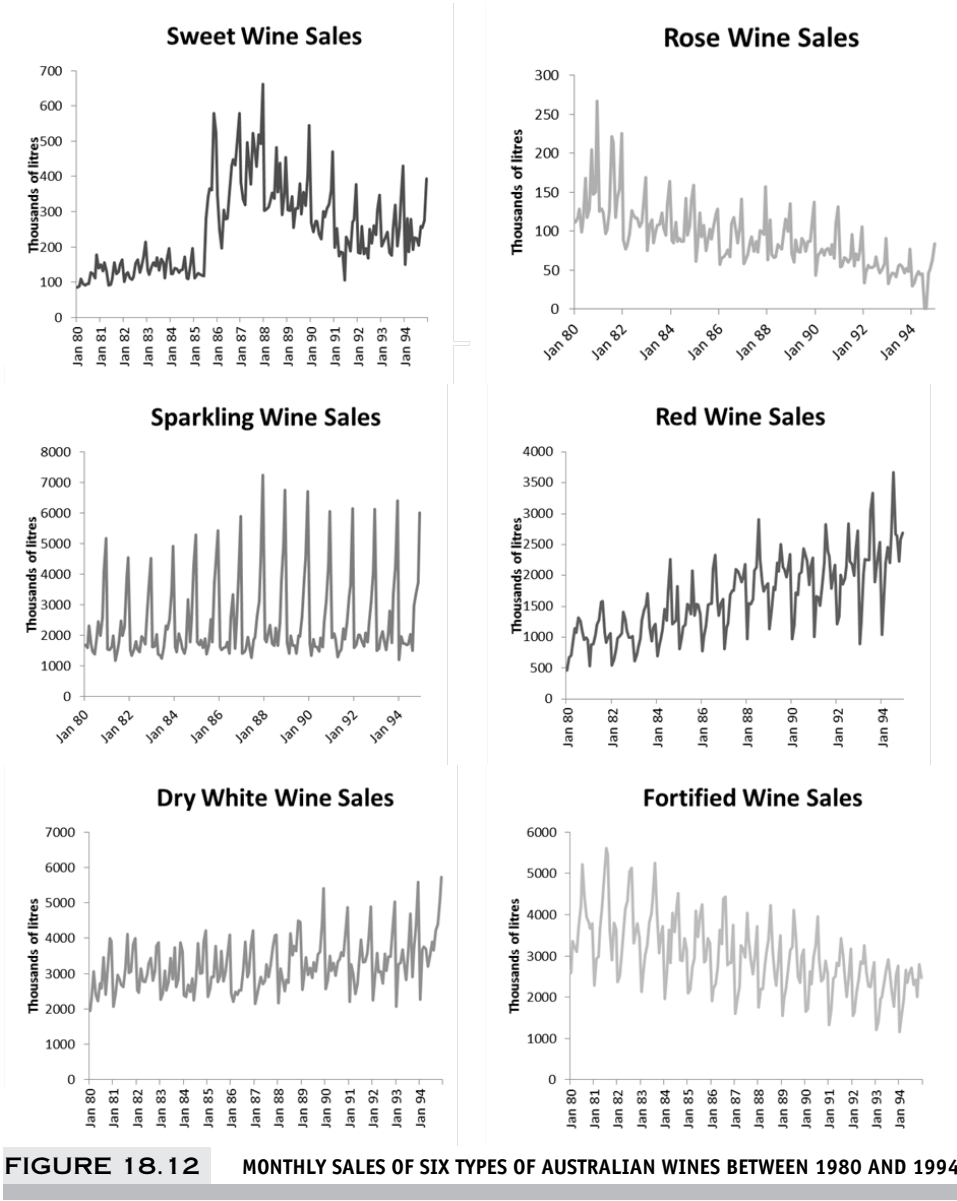 Sweet Wine Sales
Thousands of litres
700
600
500
400
300
200
100
0
Jan 80
Jan 81
Jan 82
Jan 83
Jan 84
Jan 85
Jan 86
Jan 87
Jan 88
Jan 89
Jan 90
Jan 91
Jan 92
Jan 93
Jan 94
Rose Wine Sales
Thousands of litres
300
250
200
150
100
50
0
Jan 80
Jan 82
Jan 84
Jan 86
Jan 88
Jan 90
Jan 92
Jan 94
Sparkling Wine Sales
Thousands of litres
8000
7000
6000
5000
4000
3000
2000
1000
0
Jan 80
Jan 82
Jan 84
Jan 86
Jan 88
Jan 90
Jan 92
Jan 94
Red Wine Sales
Thousands of litres
4000
3500
3000
2500
2000
1500
1000
500
0
Jan 80
Jan 82
Jan 84
Jan 86
Jan 88
Jan 90
Jan 92
Jan 94
Dry White Wine Sales
Thousands of litres
7000
6000
5000
4000
3000
2000
1000
0
Jan 80
Jan 81
Jan 82
Jan 83
Jan 84
Jan 85
Jan 86
Jan 87
Jan 88
Jan 89
Jan 90
Jan 91
Jan 92
Jan 93
Jan 94
Fortified Wine Sales
Thousands of litres
6000
5000
4000
3000
2000
1000
0
Jan 80
Jan 81
Jan 82
Jan 83
Jan 84
Jan 85
Jan 86
Jan 87
Jan 88
Jan 89
Jan 90
Jan 91
Jan 92
Jan 93
Jan 94
FIGURE 18.12 MONTHLY SALES OF SIX TYPES OF AUSTRALIAN WINES BETWEEN 1980 AND 1994